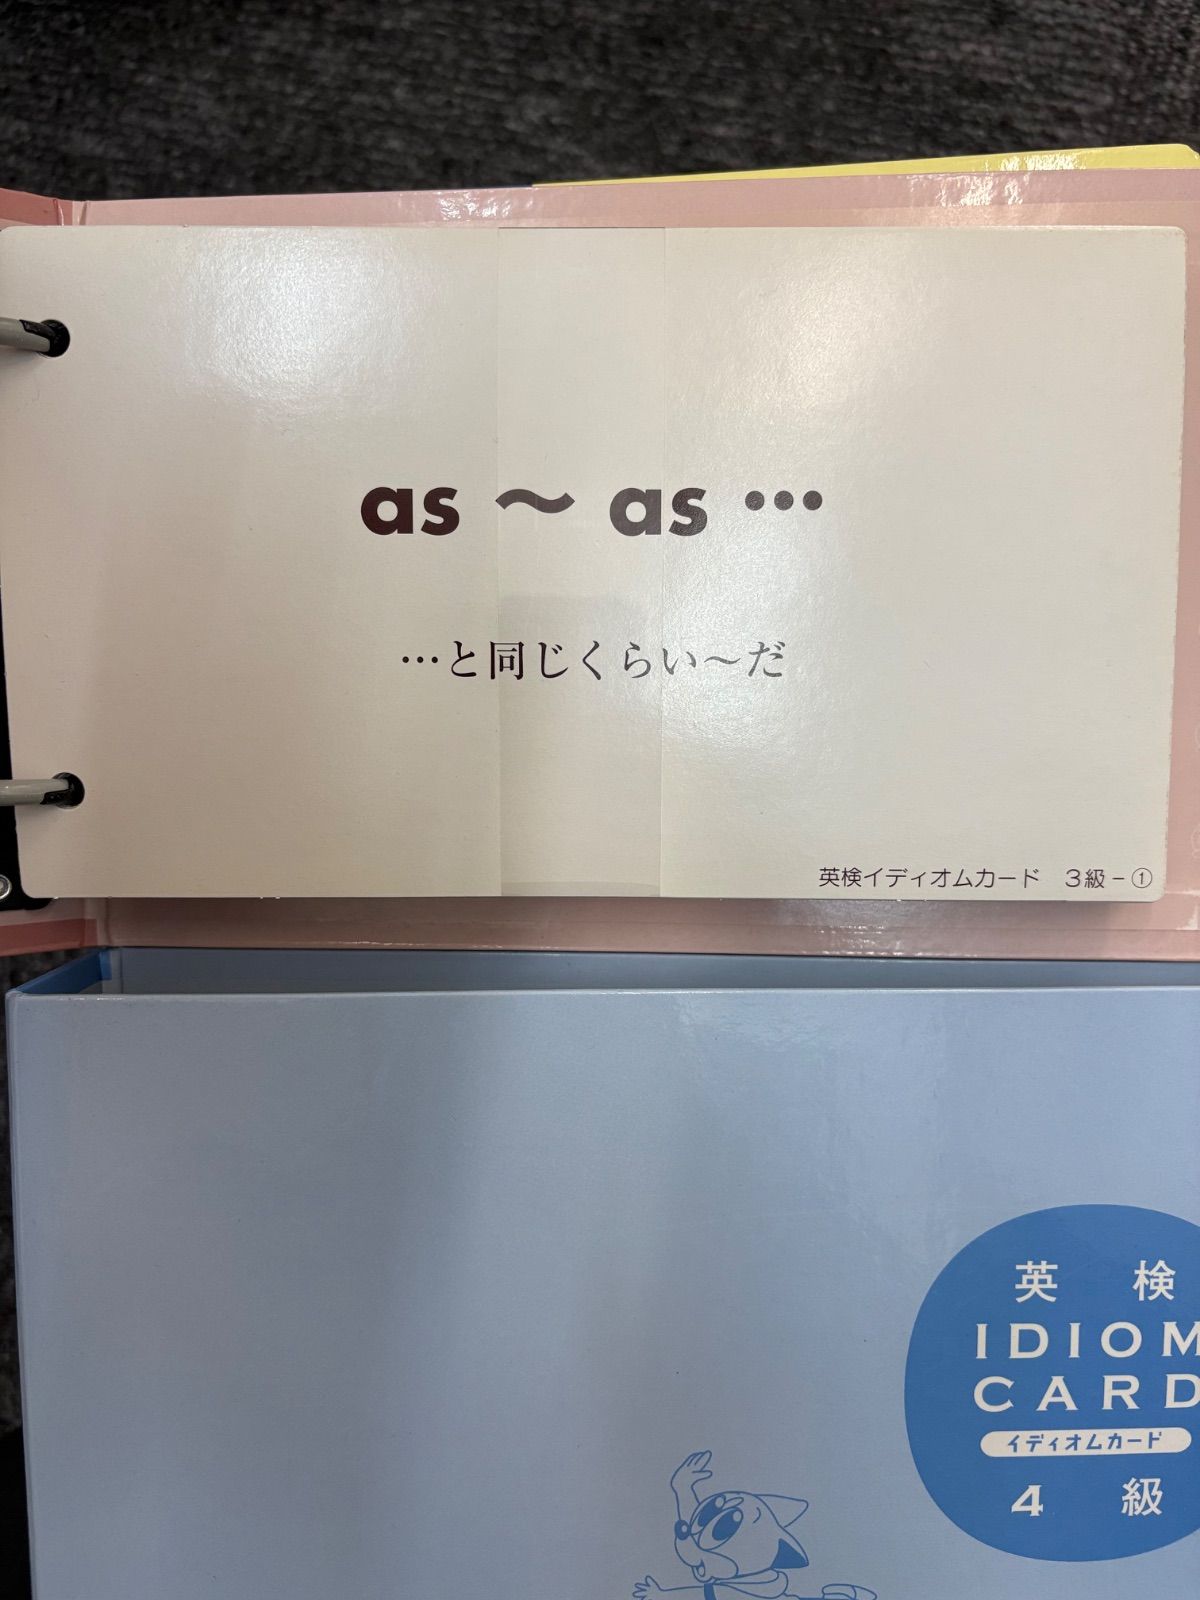 as 〜 as …
…と同じくらい〜だ
英検イディオムカード　３級－①
英検
IDIOM
CARD
イディオムカード
4級